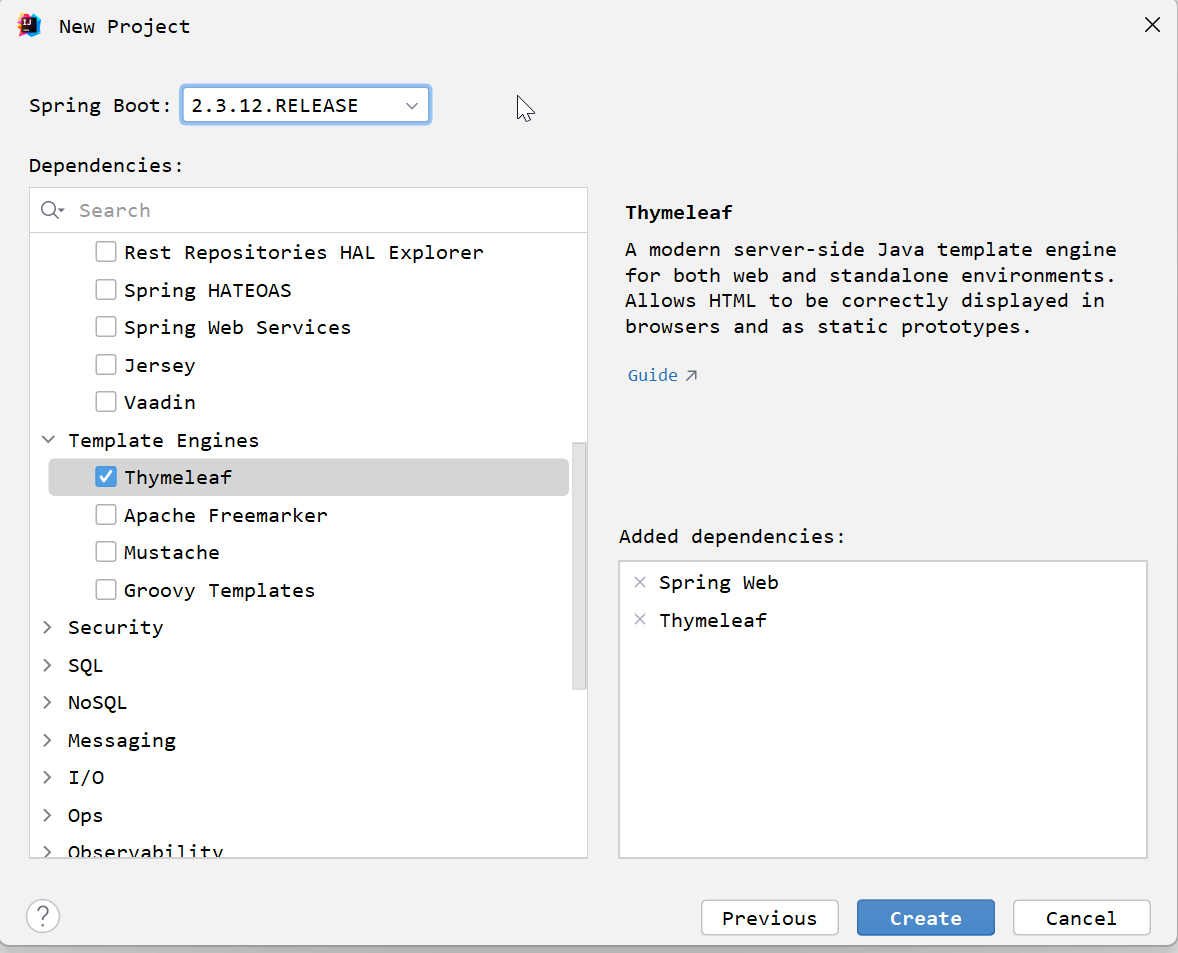 New Project
Spring Boot: 2.3.12.RELEASE
Dependencies:
Search
Rest Repositories HAL Explorer
Spring HATEOAS
Spring Web Services
Jersey
Vaadin
Template Engines
Thymeleaf
Apache Freemarker
Mustache
Groovy Templates
Security
SQL
NoSQL
Messaging
I/O
Ops
Observability
Thymeleaf
A modern server-side Java template engine
for both web and standalone environments.
Allows HTML to be correctly displayed in
browsers and as static prototypes.
Guide ↗
Added dependencies:
× Spring Web
× Thymeleaf
?
Previous
Create
Cancel